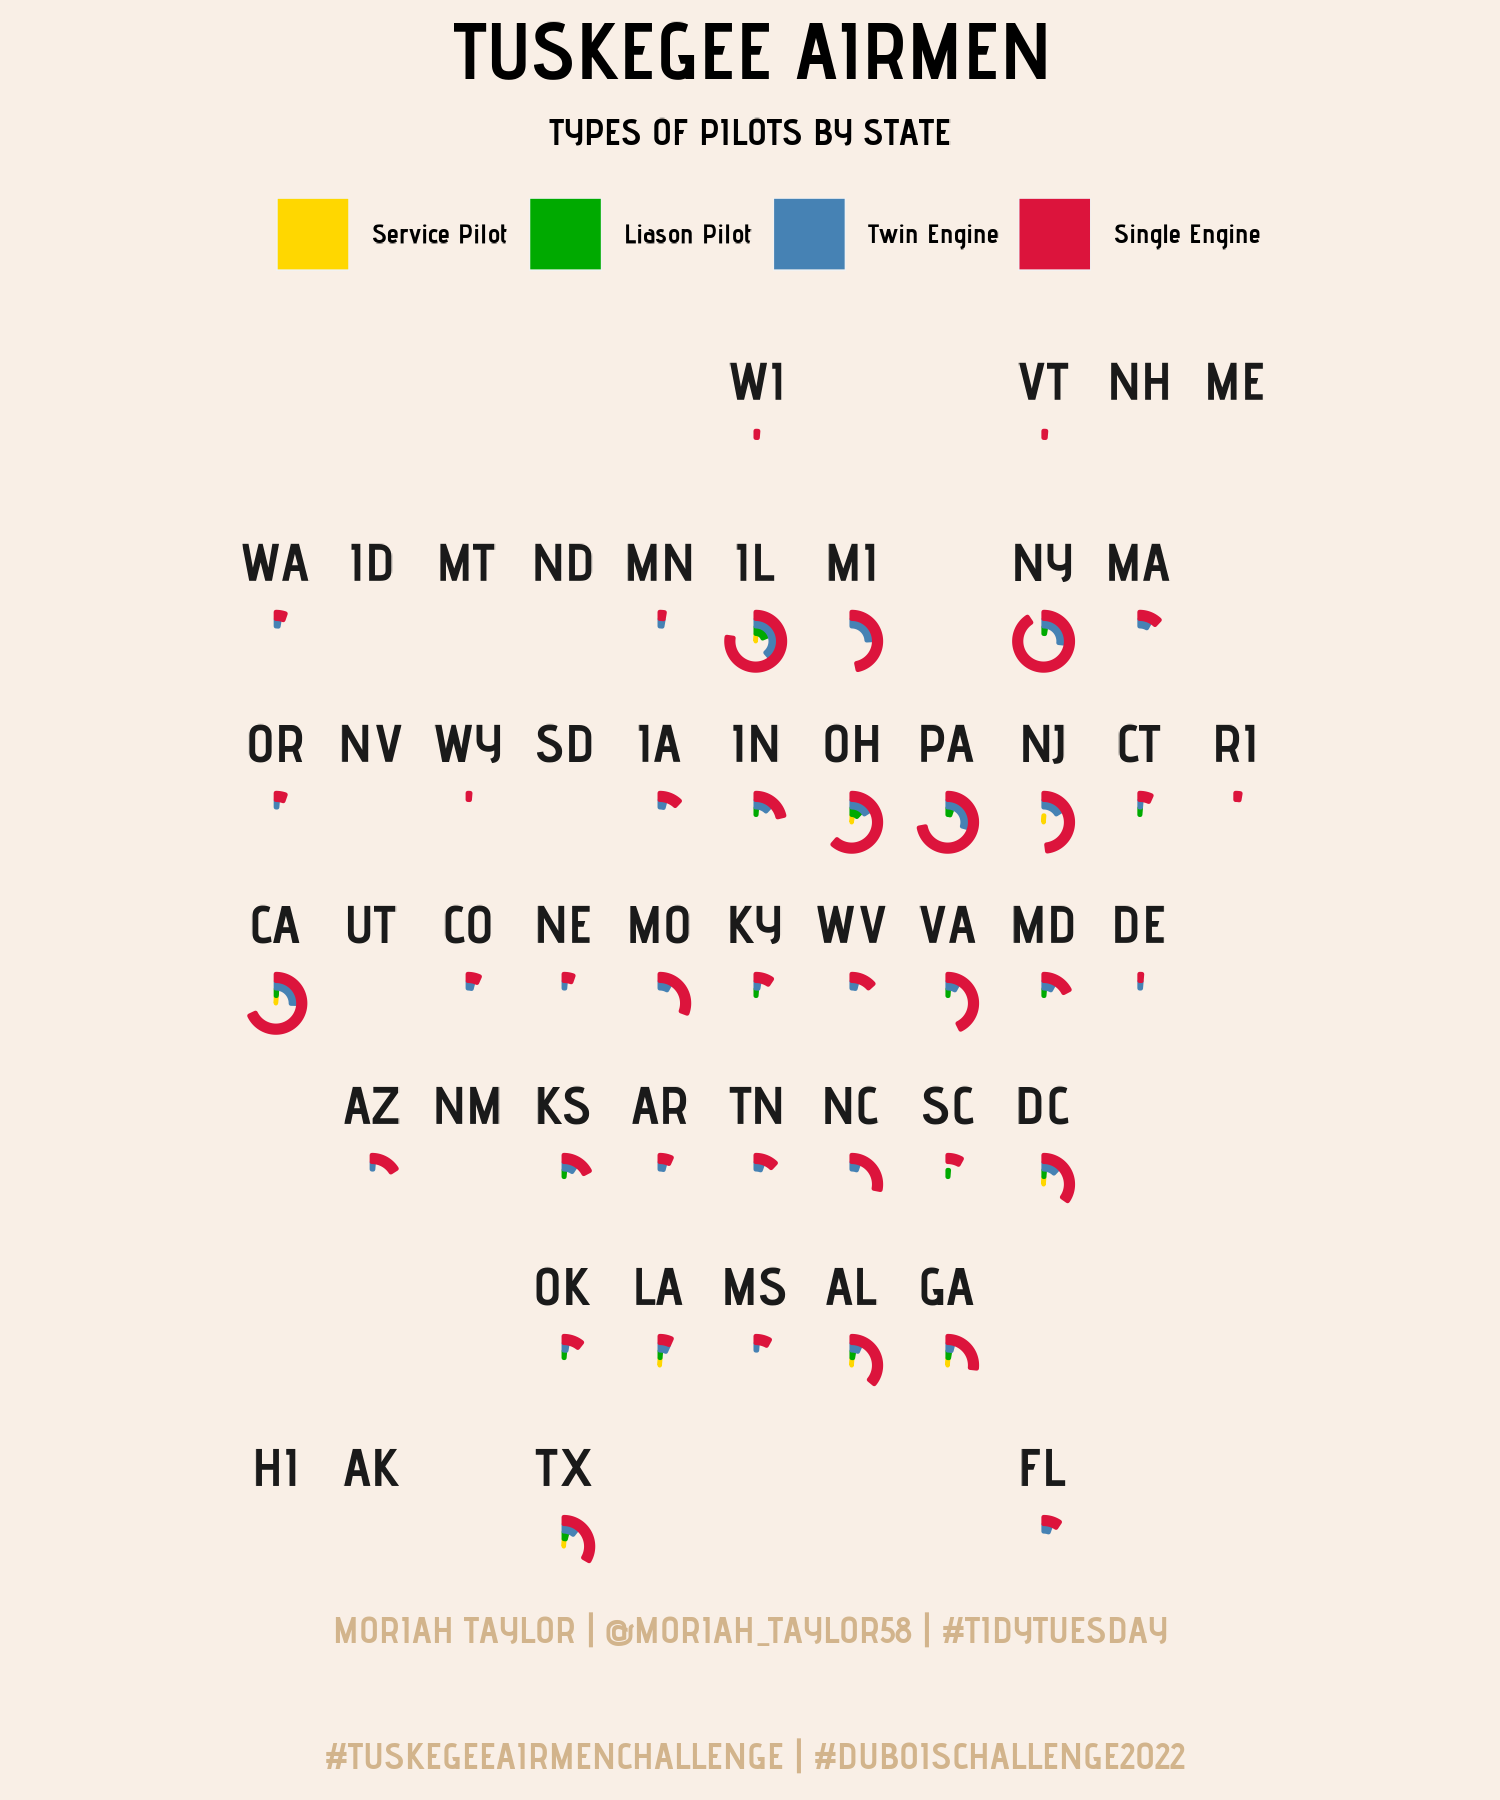 TUSKEGEE AIRMEN
TYPES OF PILOTS BY STATE
Service Pilot Liason Pilot Twin Engine Single Engine
WI VT NH ME
WA ID MT ND MN IL MI NY MA
OR NV WY SD IA IN OH PA NJ CT RI
CA UT CO NE MO KY WV VA MD DE
AZ NM KS AR TN NC SC DC
OK LA MS AL GA
HI AK TX FL
MORIAH TAYLOR | @MORIAH_TAYLOR58 | #TIDYTUESDAY
#TUSKEGEEAIRMENCHALLENGE | #DUBOISCHALLENGE2022